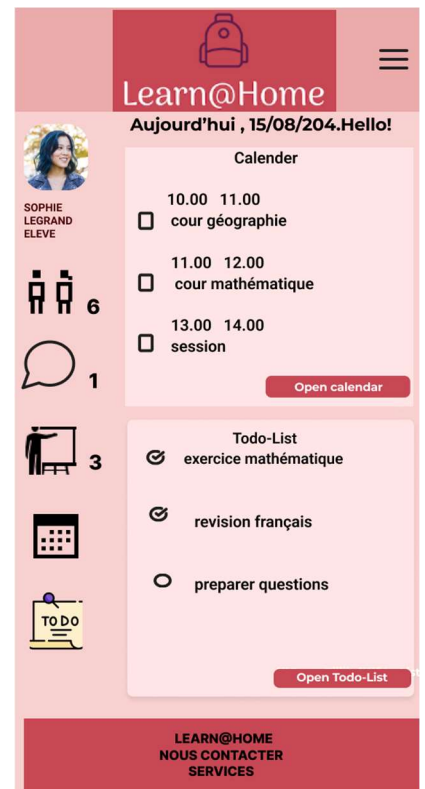 Learn@Home
Aujourd'hui , 15/08/204.Hello!
SOPHIE
LEGRAND
ELEVE
6
1
3
TO DO
Calender
10.00 11.00
cour géographie
11.00 12.00
cour mathématique
13.00 14.00
session
Open calendar
Todo-List
exercice mathématique
revision français
preparer questions
Open Todo-List
LEARN@HOME
NOUS CONTACTER
SERVICES